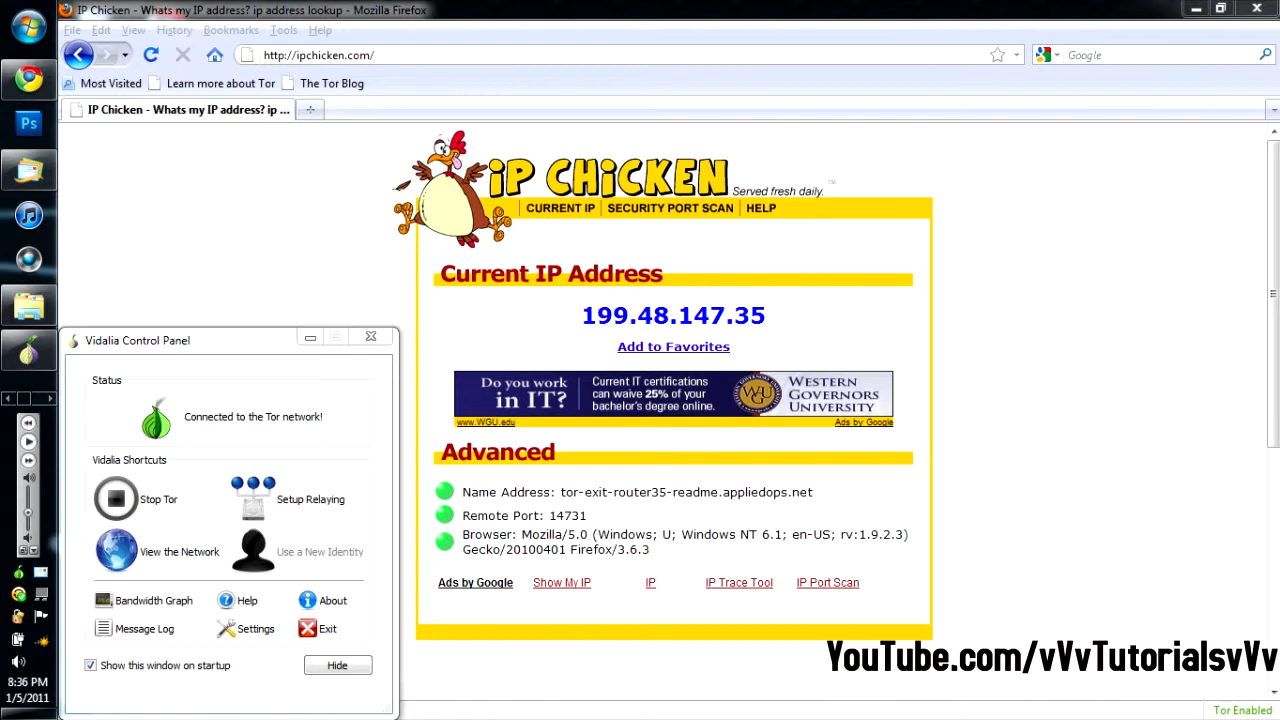 IP Chicken - Whats my IP address? ip address lookup - Mozilla Firefox
File Edit View History Bookmarks Tools Help
http://ipchicken.com/
Google
Most Visited Learn more about Tor The Tor Blog
IP Chicken - Whats my IP address? ip ...
Ps
iP CHiCKEN Served fresh daily. ™
CURRENT IP SECURITY PORT SCAN HELP
Current IP Address
199.48.147.35
Add to Favorites
Do you work in IT?
Current IT certifications
can waive 25% of your
bachelor's degree online.
WESTERN
GOVERNORS
UNIVERSITY
www.WGU.edu Ads by Google
Advanced
Name Address: tor-exit-router35-readme.appliedops.net
Remote Port: 14731
Browser: Mozilla/5.0 (Windows; U; Windows NT 6.1; en-US; rv:1.9.2.3)
Gecko/20100401 Firefox/3.6.3
Ads by Google Show My IP IP IP Trace Tool IP Port Scan
Vidalia Control Panel
Status
Connected to the Tor network!
Vidalia Shortcuts
Stop Tor Setup Relaying
View the Network Use a New Identity
Bandwidth Graph Help About
Message Log Settings Exit
Show this window on startup Hide
8:36 PM
1/5/2011
YouTube.com/vVvTutorialsvVv
Tor Enabled